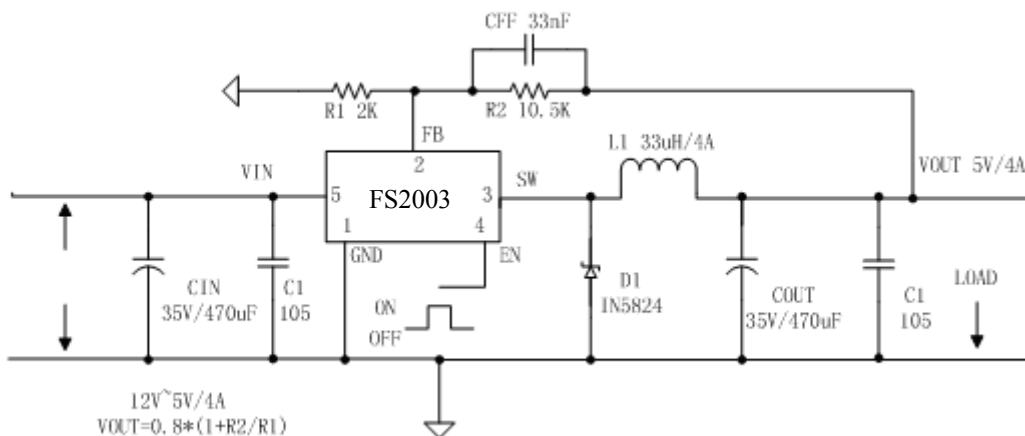 CFF 33nF
R1 2K
R2 10.5K
FB
L1 33uH/4A
VIN
2
SW
VOUT 5V/4A
5
FS2003
3
1
4
GND
EN
CIN
35V/470uF
C1
105
ON
OFF
D1
IN5824
COUT
35V/470uF
C1
105
LOAD
12V~5V/4A
VOUT=0.8*(1+R2/R1)